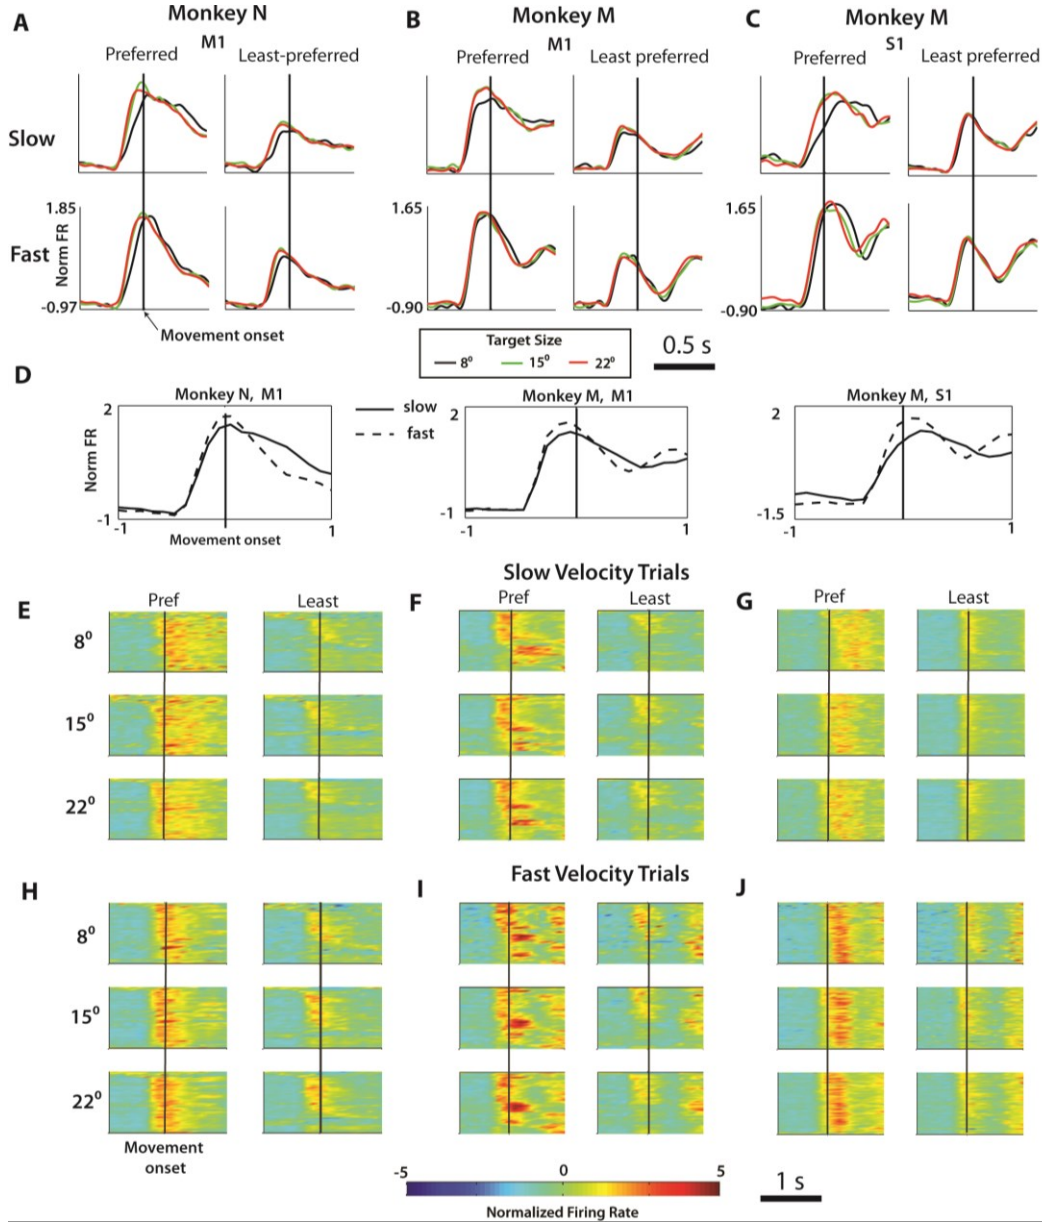 A Monkey N B Monkey M C Monkey M
M1 M1 S1
Preferred Least-preferred Preferred Least preferred Preferred Least preferred
Slow
1.85 1.65 1.65
Fast Norm FR
-0.97 -0.90 -0.90
Movement onset
Target Size
8⁰ 15⁰ 22⁰
0.5 s
D
Monkey N, M1 slow Monkey M, M1 Monkey M, S1
2 fast 2 2
Norm FR
-1 -1 -1.5
-1 1 -1 1 -1 1
Movement onset
Slow Velocity Trials
E Pref Least F Pref Least G Pref Least
8⁰
15⁰
22⁰
Fast Velocity Trials
H I J
8⁰
15⁰
22⁰
Movement
onset
-5 0 5
Normalized Firing Rate
1 s